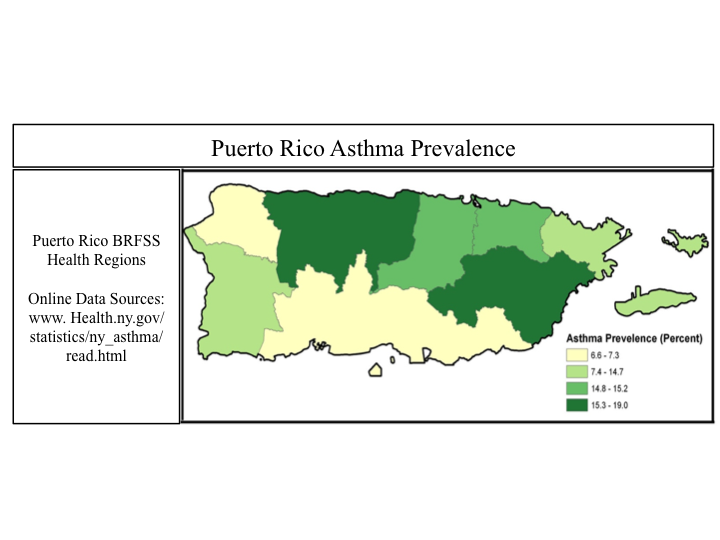 Puerto Rico Asthma Prevalence
Puerto Rico BRFSS
Health Regions
Online Data Sources:
www. Health.ny.gov/
statistics/ny_asthma/
read.html
Asthma Prevelence (Percent)
6.6 - 7.3
7.4 - 14.7
14.8 - 15.2
15.3 - 19.0